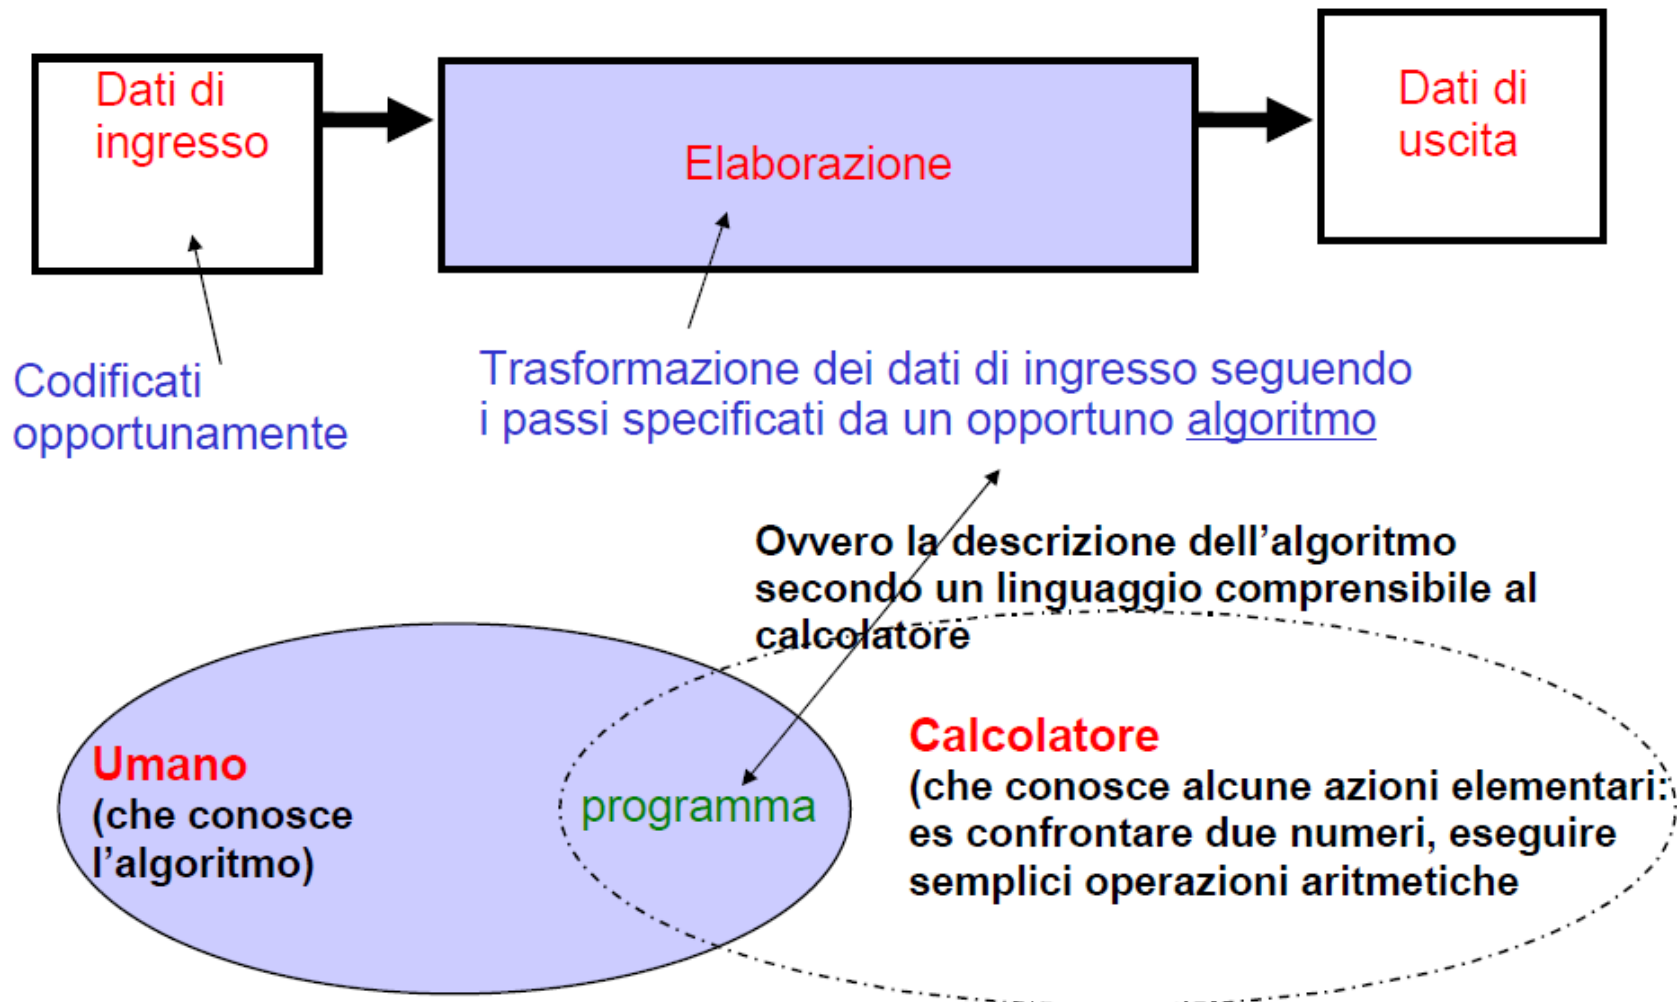 Dati di
ingresso
Elaborazione
Dati di
uscita
Codificati
opportunamente
Trasformazione dei dati di ingresso seguendo
i passi specificati da un opportuno algoritmo
Ovvero la descrizione dell'algoritmo
secondo un linguaggio comprensibile al
calcolatore
Umano
(che conosce
l'algoritmo)
programma
Calcolatore
(che conosce alcune azioni elementari:
es confrontare due numeri, eseguire
semplici operazioni aritmetiche